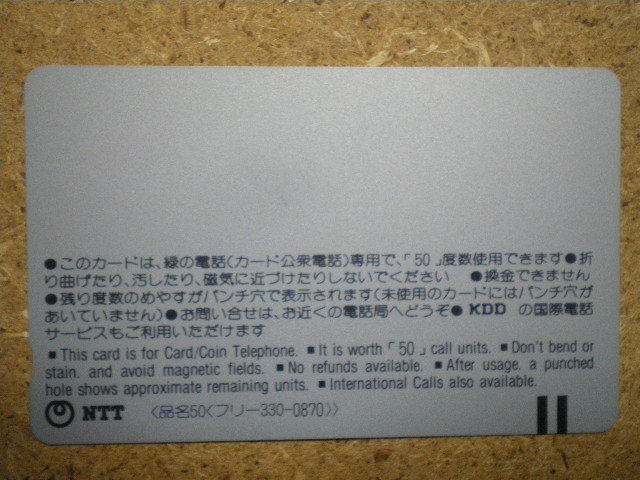 ●このカードは、緑の電話(カード公衆電話)専用で、「50」度数使用できます●折
り曲げたり、汚したり、磁気に近づけたりしないでください ●換金できません
●残り度数のめやすがパンチ穴で表示されます(未使用のカードにはパンチ穴が
あいていません)●お問い合せは、お近くの電話局へどうぞ● KDD の国際電話
サービスもご利用いただけます
■ This card is for Card/Coin Telephone. ■ It is worth「50」call units. ■ Don't bend or
stain. and avoid magnetic fields. ■ No refunds available. ■ After usage, a punched
hole shows approximate remaining units. ■ International Calls also available.
NTT 〈品名50〈フリー330-0870〉〉